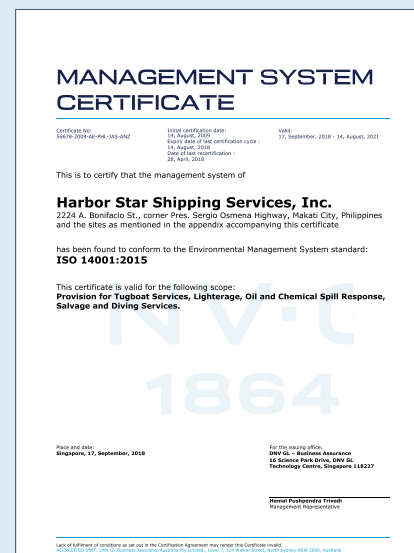 MANAGEMENT SYSTEM
CERTIFICATE
Certificate No:
56678-2009-AE-PHL-JAS-ANZ
Initial certification date:
14, August, 2009
Expiry date of last certification cycle :
14, August, 2018
Date of last recertification :
28, April, 2018
Valid:
17, September, 2018 - 14, August, 2021
This is to certify that the management system of
Harbor Star Shipping Services, Inc.
2224 A. Bonifacio St., corner Pres. Sergio Osmena Highway, Makati City, Philippines
and the sites as mentioned in the appendix accompanying this certificate
has been found to conform to the Environmental Management System standard:
ISO 14001:2015
This certificate is valid for the following scope:
Provision for Tugboat Services, Lighterage, Oil and Chemical Spill Response,
Salvage and Diving Services.
NV·G
1864
Place and date:
Singapore, 17, September, 2018
For the issuing office:
DNV GL – Business Assurance
16 Science Park Drive, DNV GL
Technology Centre, Singapore 118227
Hemal Pushpendra Trivedi
Management Representative
Lack of fulfilment of conditions as set out in the Certification Agreement may render this Certificate invalid.
ACCREDITED UNIT: DNV GL Business Assurance Australia Pty Limited., Level 7, 124 Walker Street, North Sydney NSW 2060, Australia